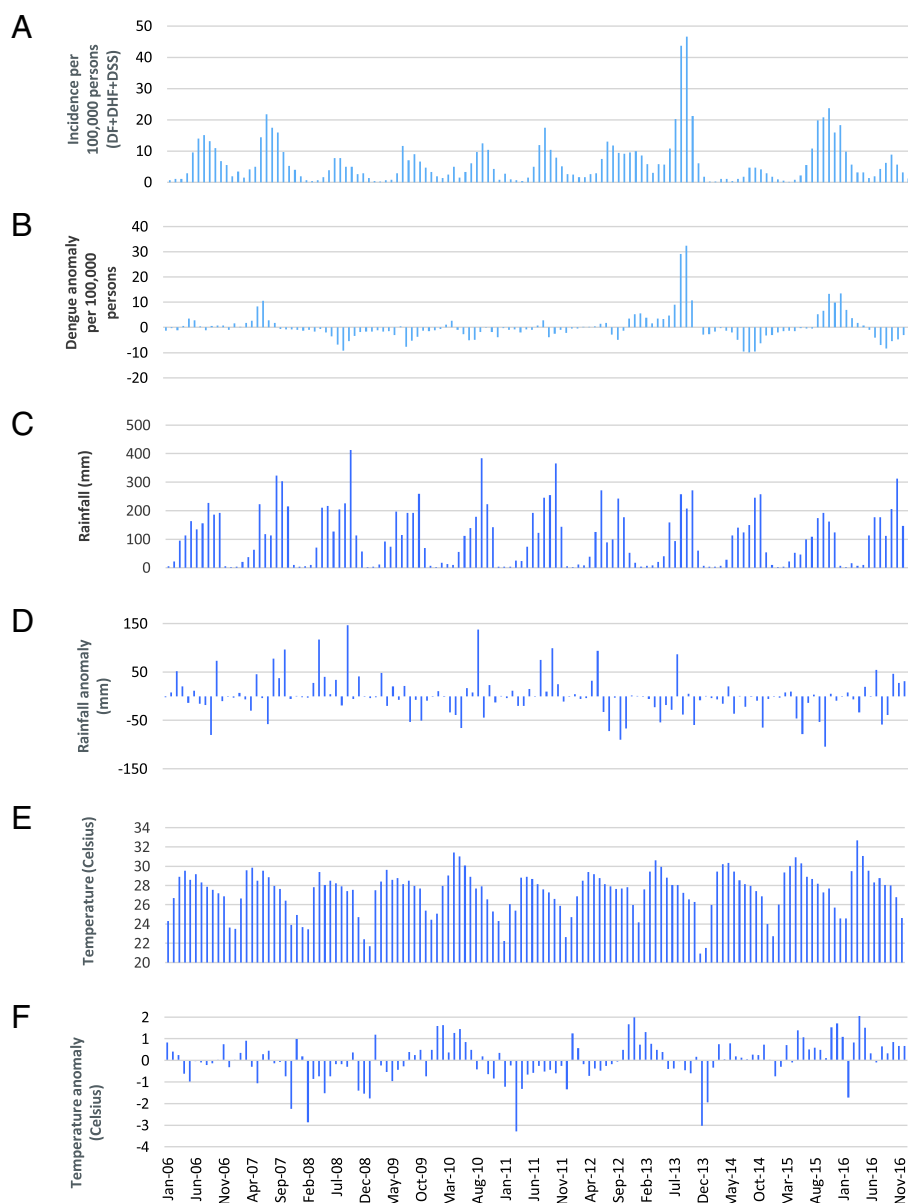 A
Incidence per
100,000 persons
(DF+DHF+DSS)
50
40
30
20
10
0
B
Dengue anomaly
per 100,000
persons
40
30
20
10
0
-10
-20
C
Rainfall (mm)
500
400
300
200
100
0
D
Rainfall anomaly
(mm)
150
50
-50
-150
E
Temperature (Celsius)
34
32
30
28
26
24
22
20
F
Temperature anomaly
(Celsius)
2
1
0
-1
-2
-3
-4
Jan-06
Jun-06
Nov-06
Apr-07
Sep-07
Feb-08
Jul-08
Dec-08
May-09
Oct-09
Mar-10
Aug-10
Jan-11
Jun-11
Nov-11
Apr-12
Sep-12
Feb-13
Jul-13
Dec-13
May-14
Oct-14
Mar-15
Aug-15
Jan-16
Jun-16
Nov-16